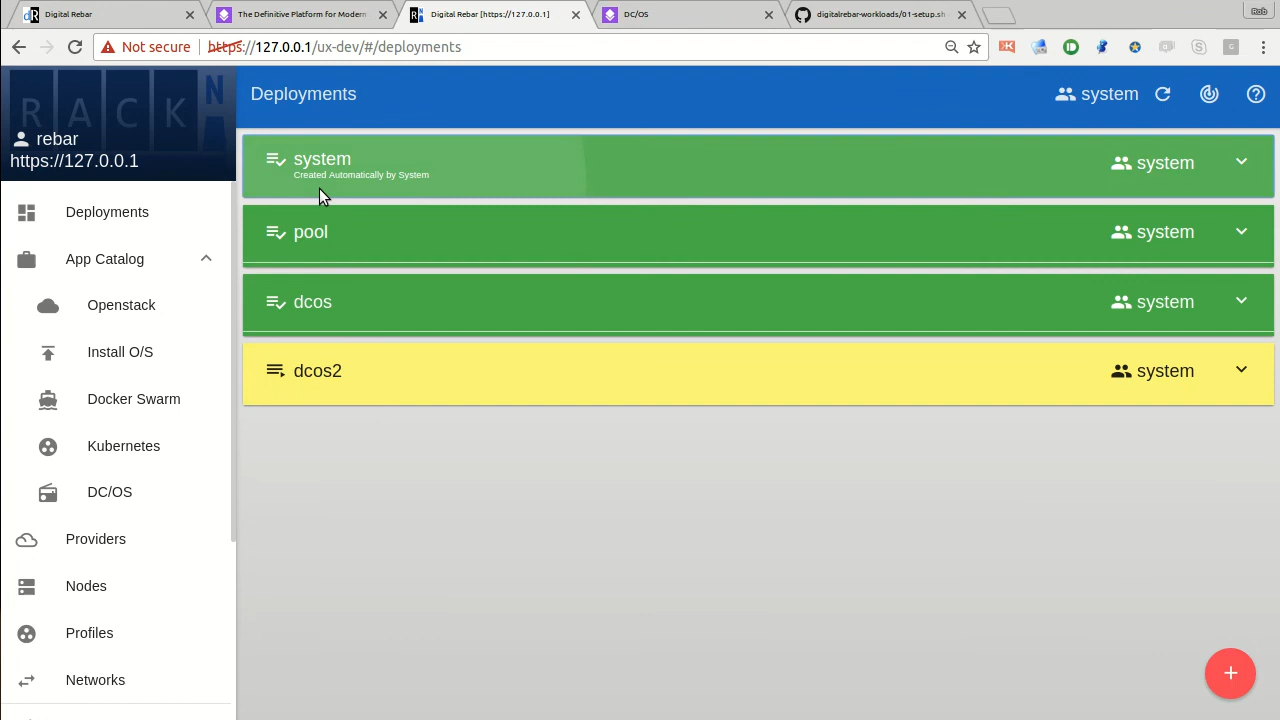 Digital Rebar
The Definitive Platform for Modern
Digital Rebar [https://127.0.0.1]
DC/OS
digitalrebar-workloads/01-setup.sh
Rob
Not secure
https://127.0.0.1/ux-dev/#/deployments
RACKN
rebar
https://127.0.0.1
Deployments
system
Deployments
App Catalog
Openstack
Install O/S
Docker Swarm
Kubernetes
DC/OS
Providers
Nodes
Profiles
Networks
system
Created Automatically by System
system
pool
system
dcos
system
dcos2
system